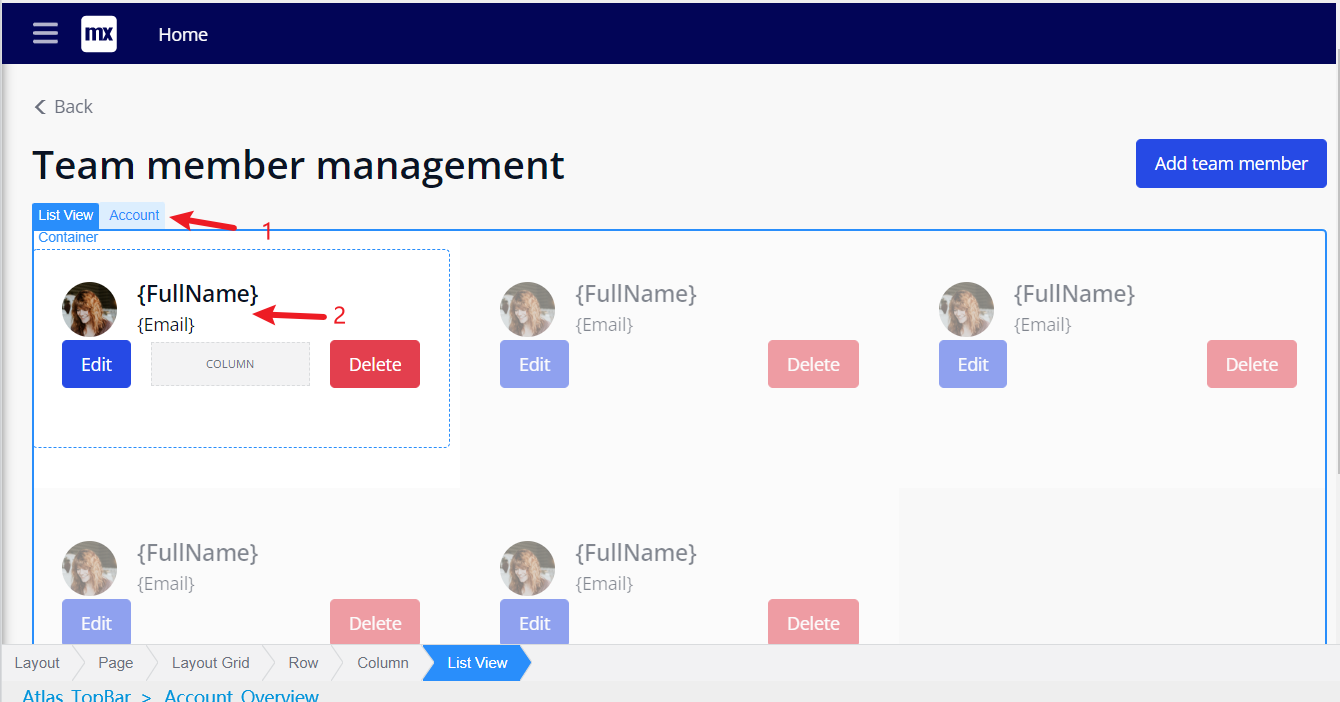 mx Home
Back
Team member management
Add team member
List View Account
1
Container
{FullName} {FullName} {FullName}
2
{Email} {Email} {Email}
Edit COLUMN Delete Edit Delete Edit Delete
{FullName} {FullName}
{Email} {Email}
Edit Delete Edit Delete
Layout Page Layout Grid Row Column List View
Atlas_TopBar > Account_Overview